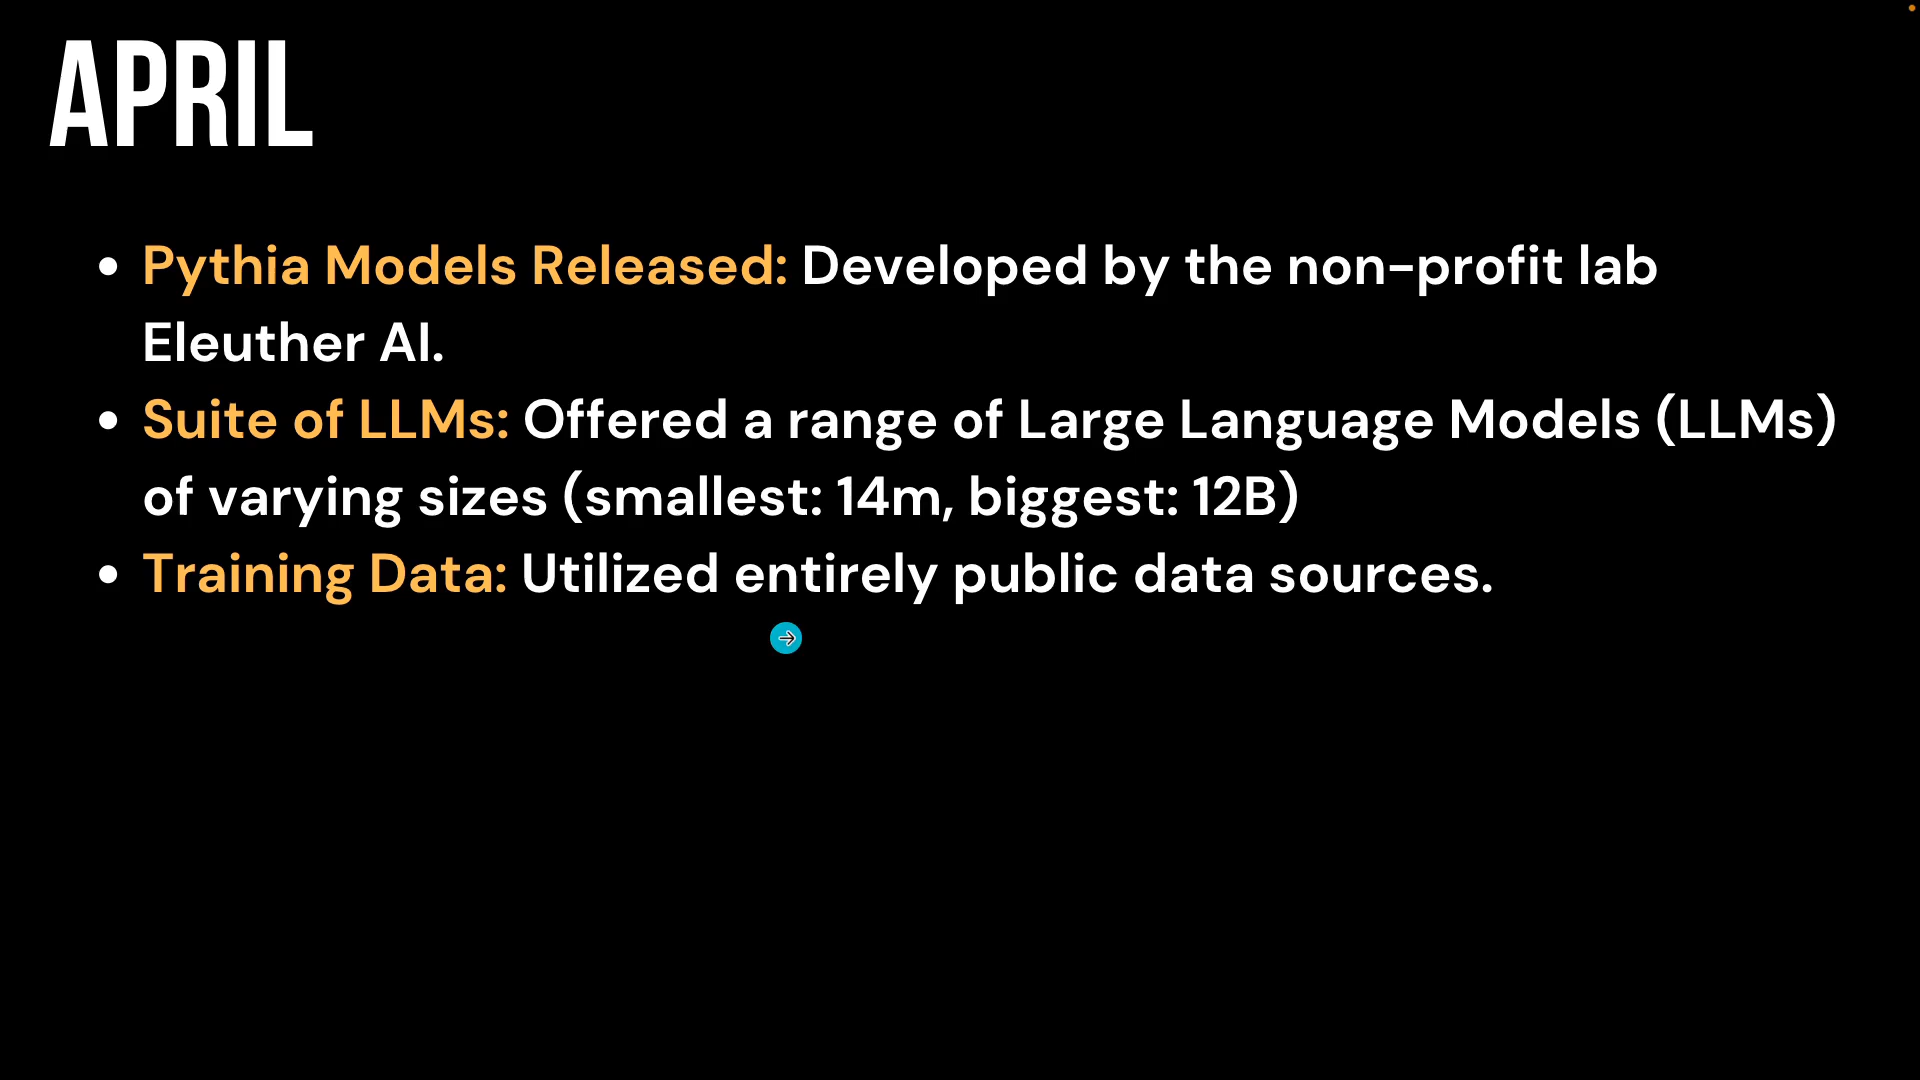 APRIL
• Pythia Models Released: Developed by the non-profit lab
Eleuther AI.
• Suite of LLMs: Offered a range of Large Language Models (LLMs)
of varying sizes (smallest: 14m, biggest: 12B)
• Training Data: Utilized entirely public data sources.